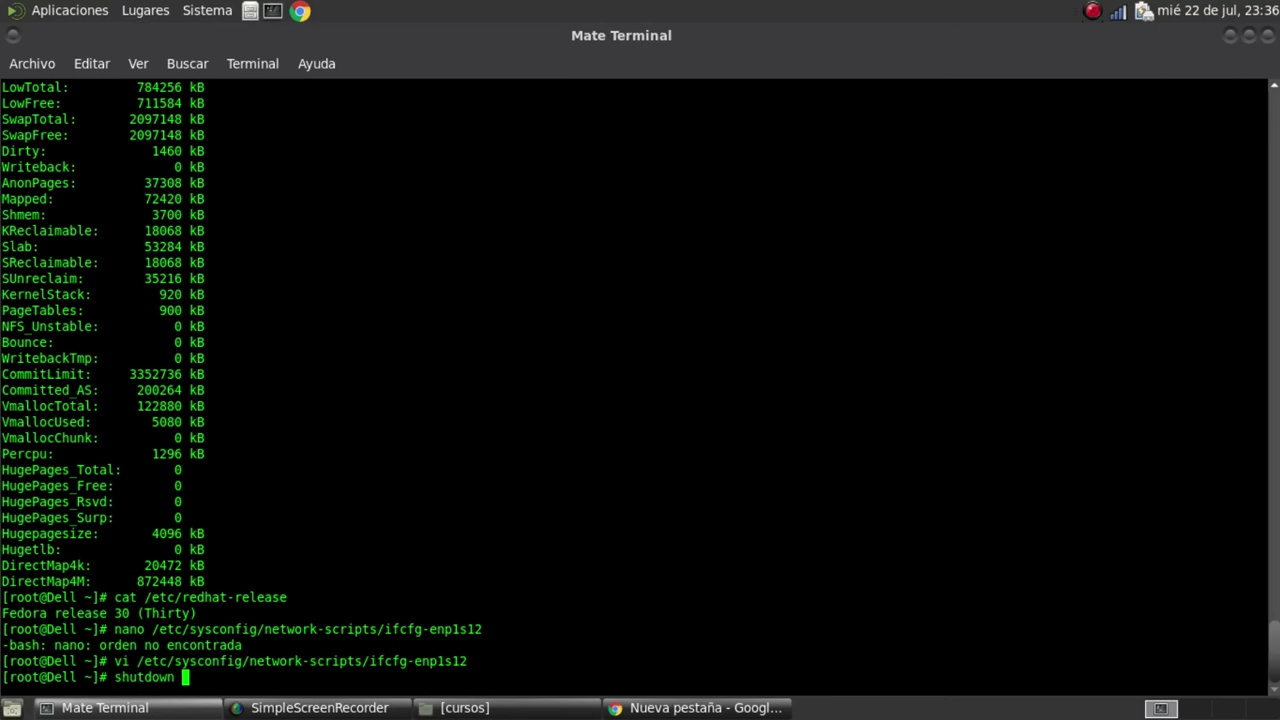 Aplicaciones Lugares Sistema mié 22 de jul, 23:36
Mate Terminal
Archivo Editar Ver Buscar Terminal Ayuda
LowTotal: 784256 kB
LowFree: 711584 kB
SwapTotal: 2097148 kB
SwapFree: 2097148 kB
Dirty: 1460 kB
Writeback: 0 kB
AnonPages: 37308 kB
Mapped: 72420 kB
Shmem: 3700 kB
KReclaimable: 18068 kB
Slab: 53284 kB
SReclaimable: 18068 kB
SUnreclaim: 35216 kB
KernelStack: 920 kB
PageTables: 900 kB
NFS_Unstable: 0 kB
Bounce: 0 kB
WritebackTmp: 0 kB
CommitLimit: 3352736 kB
Committed_AS: 200264 kB
VmallocTotal: 122880 kB
VmallocUsed: 5080 kB
VmallocChunk: 0 kB
Percpu: 1296 kB
HugePages_Total: 0
HugePages_Free: 0
HugePages_Rsvd: 0
HugePages_Surp: 0
Hugepagesize: 4096 kB
Hugetlb: 0 kB
DirectMap4k: 20472 kB
DirectMap4M: 872448 kB
[root@Dell ~]# cat /etc/redhat-release
Fedora release 30 (Thirty)
[root@Dell ~]# nano /etc/sysconfig/network-scripts/ifcfg-enp1s12
-bash: nano: orden no encontrada
[root@Dell ~]# vi /etc/sysconfig/network-scripts/ifcfg-enp1s12
[root@Dell ~]# shutdown
Mate Terminal SimpleScreenRecorder [cursos] Nueva pestaña - Googl...